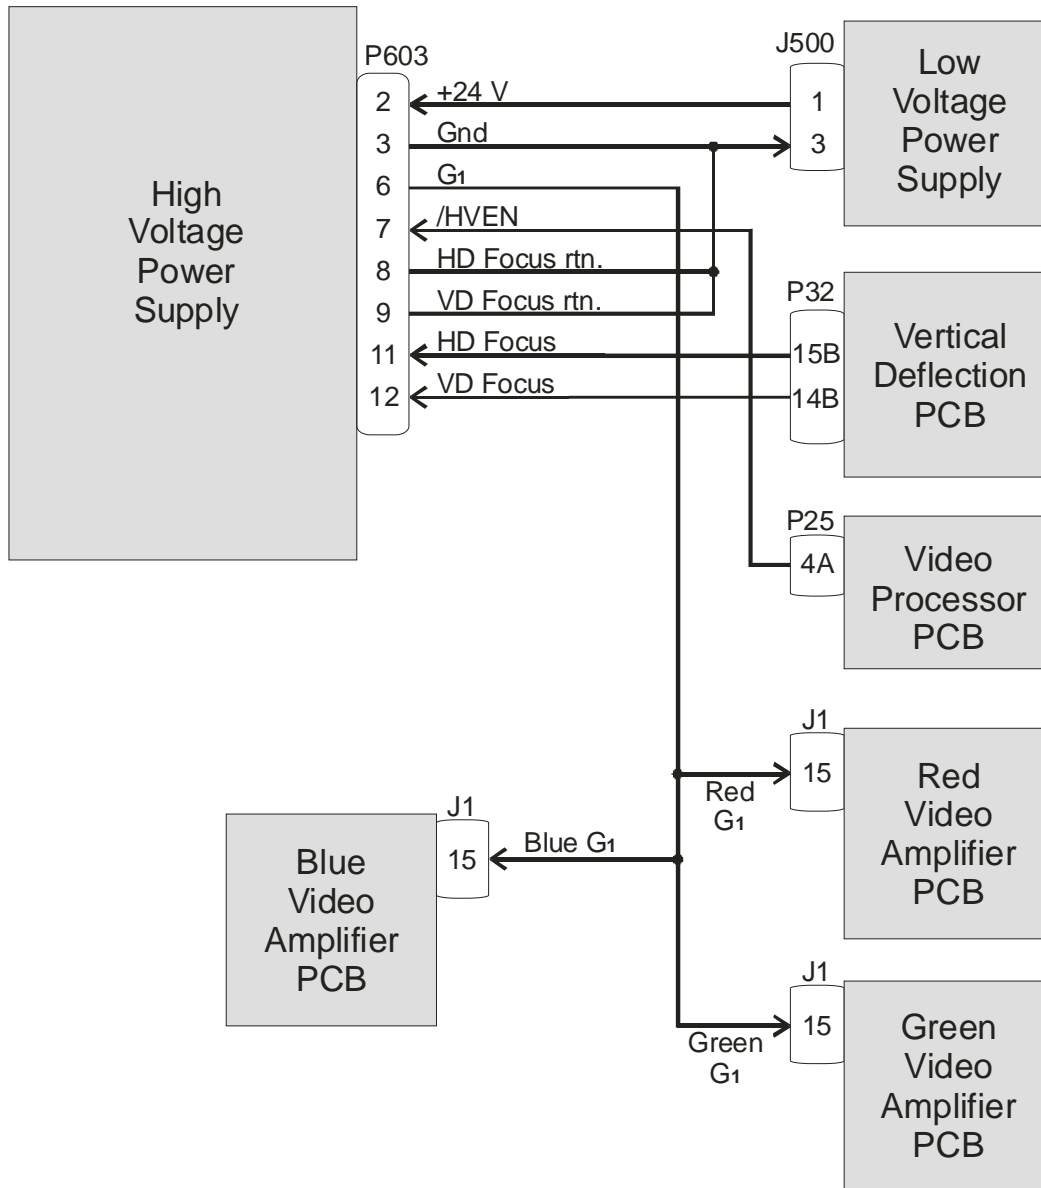 High
Voltage
Power
Supply
P603
2
3
6
7
8
9
11
12
+24 V
Gnd
G1
/HVEN
HD Focus rtn.
VD Focus rtn.
HD Focus
VD Focus
J500
1
3
Low
Voltage
Power
Supply
P32
15B
14B
Vertical
Deflection
PCB
P25
4A
Video
Processor
PCB
J1
15
Red
G1
Red
Video
Amplifier
PCB
J1
15
Blue G1
Blue
Video
Amplifier
PCB
J1
15
Green
G1
Green
Video
Amplifier
PCB